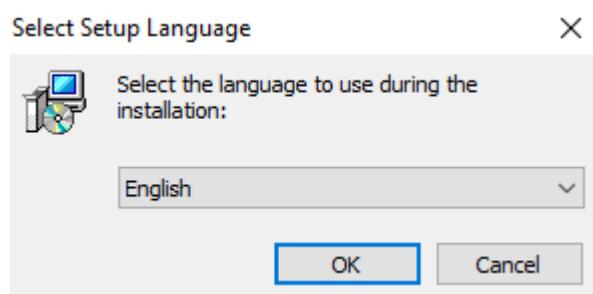 Select Setup Language
Select the language to use during the
installation:
English
OK
Cancel